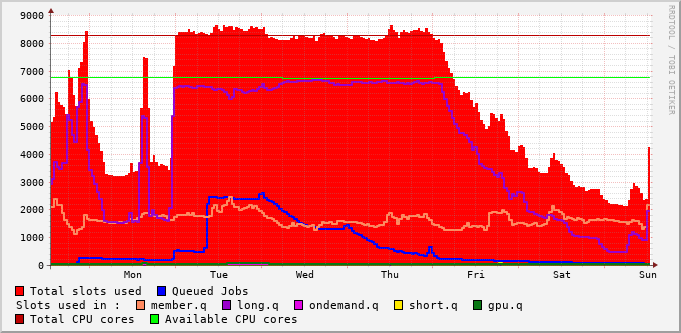 9000
8000
7000
6000
5000
4000
3000
2000
1000
0
Mon Tue Wed Thu Fri Sat Sun
RRDTOOL / TOBI OETIKER
Total slots used Queued Jobs
Slots used in : member.q long.q ondemand.q short.q gpu.q
Total CPU cores Available CPU cores